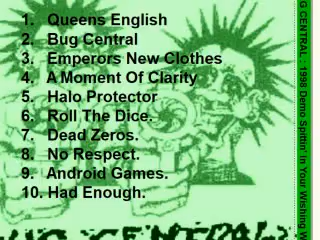 1. Queens English
2. Bug Central
3. Emperors New Clothes
4. A Moment Of Clarity
5. Halo Protector
6. Roll The Dice.
7. Dead Zeros.
8. No Respect.
9. Android Games.
10. Had Enough.
G CENTRAL : 1998 Demo Spittin' In Your Wishing W
UG CENTRAL